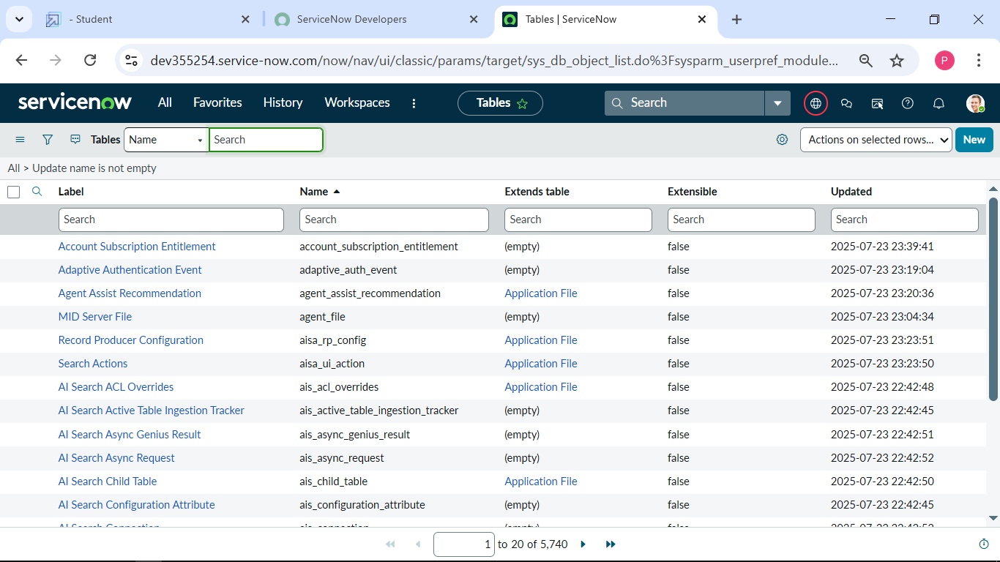 - Student
ServiceNow Developers
Tables | ServiceNow
dev355254.service-now.com/now/nav/ui/classic/params/target/sys_db_object_list.do%3Fsysparm_userpref_module...
P
servicenow All Favorites History Workspaces Tables Search
Tables Name Search Actions on selected rows... New
All > Update name is not empty
Label Name Extends table Extensible Updated
Search Search Search Search Search
Account Subscription Entitlement account_subscription_entitlement (empty) false 2025-07-23 23:39:41
Adaptive Authentication Event adaptive_auth_event (empty) false 2025-07-23 23:19:04
Agent Assist Recommendation agent_assist_recommendation Application File false 2025-07-23 23:20:36
MID Server File agent_file (empty) false 2025-07-23 23:04:34
Record Producer Configuration aisa_rp_config Application File false 2025-07-23 23:23:51
Search Actions aisa_ui_action Application File false 2025-07-23 23:23:50
AI Search ACL Overrides ais_acl_overrides Application File false 2025-07-23 22:42:48
AI Search Active Table Ingestion Tracker ais_active_table_ingestion_tracker (empty) false 2025-07-23 22:42:45
AI Search Async Genius Result ais_async_genius_result (empty) false 2025-07-23 22:42:51
AI Search Async Request ais_async_request (empty) false 2025-07-23 22:42:52
AI Search Child Table ais_child_table Application File false 2025-07-23 22:42:50
AI Search Configuration Attribute ais_configuration_attribute (empty) false 2025-07-23 22:42:45
1 to 20 of 5,740